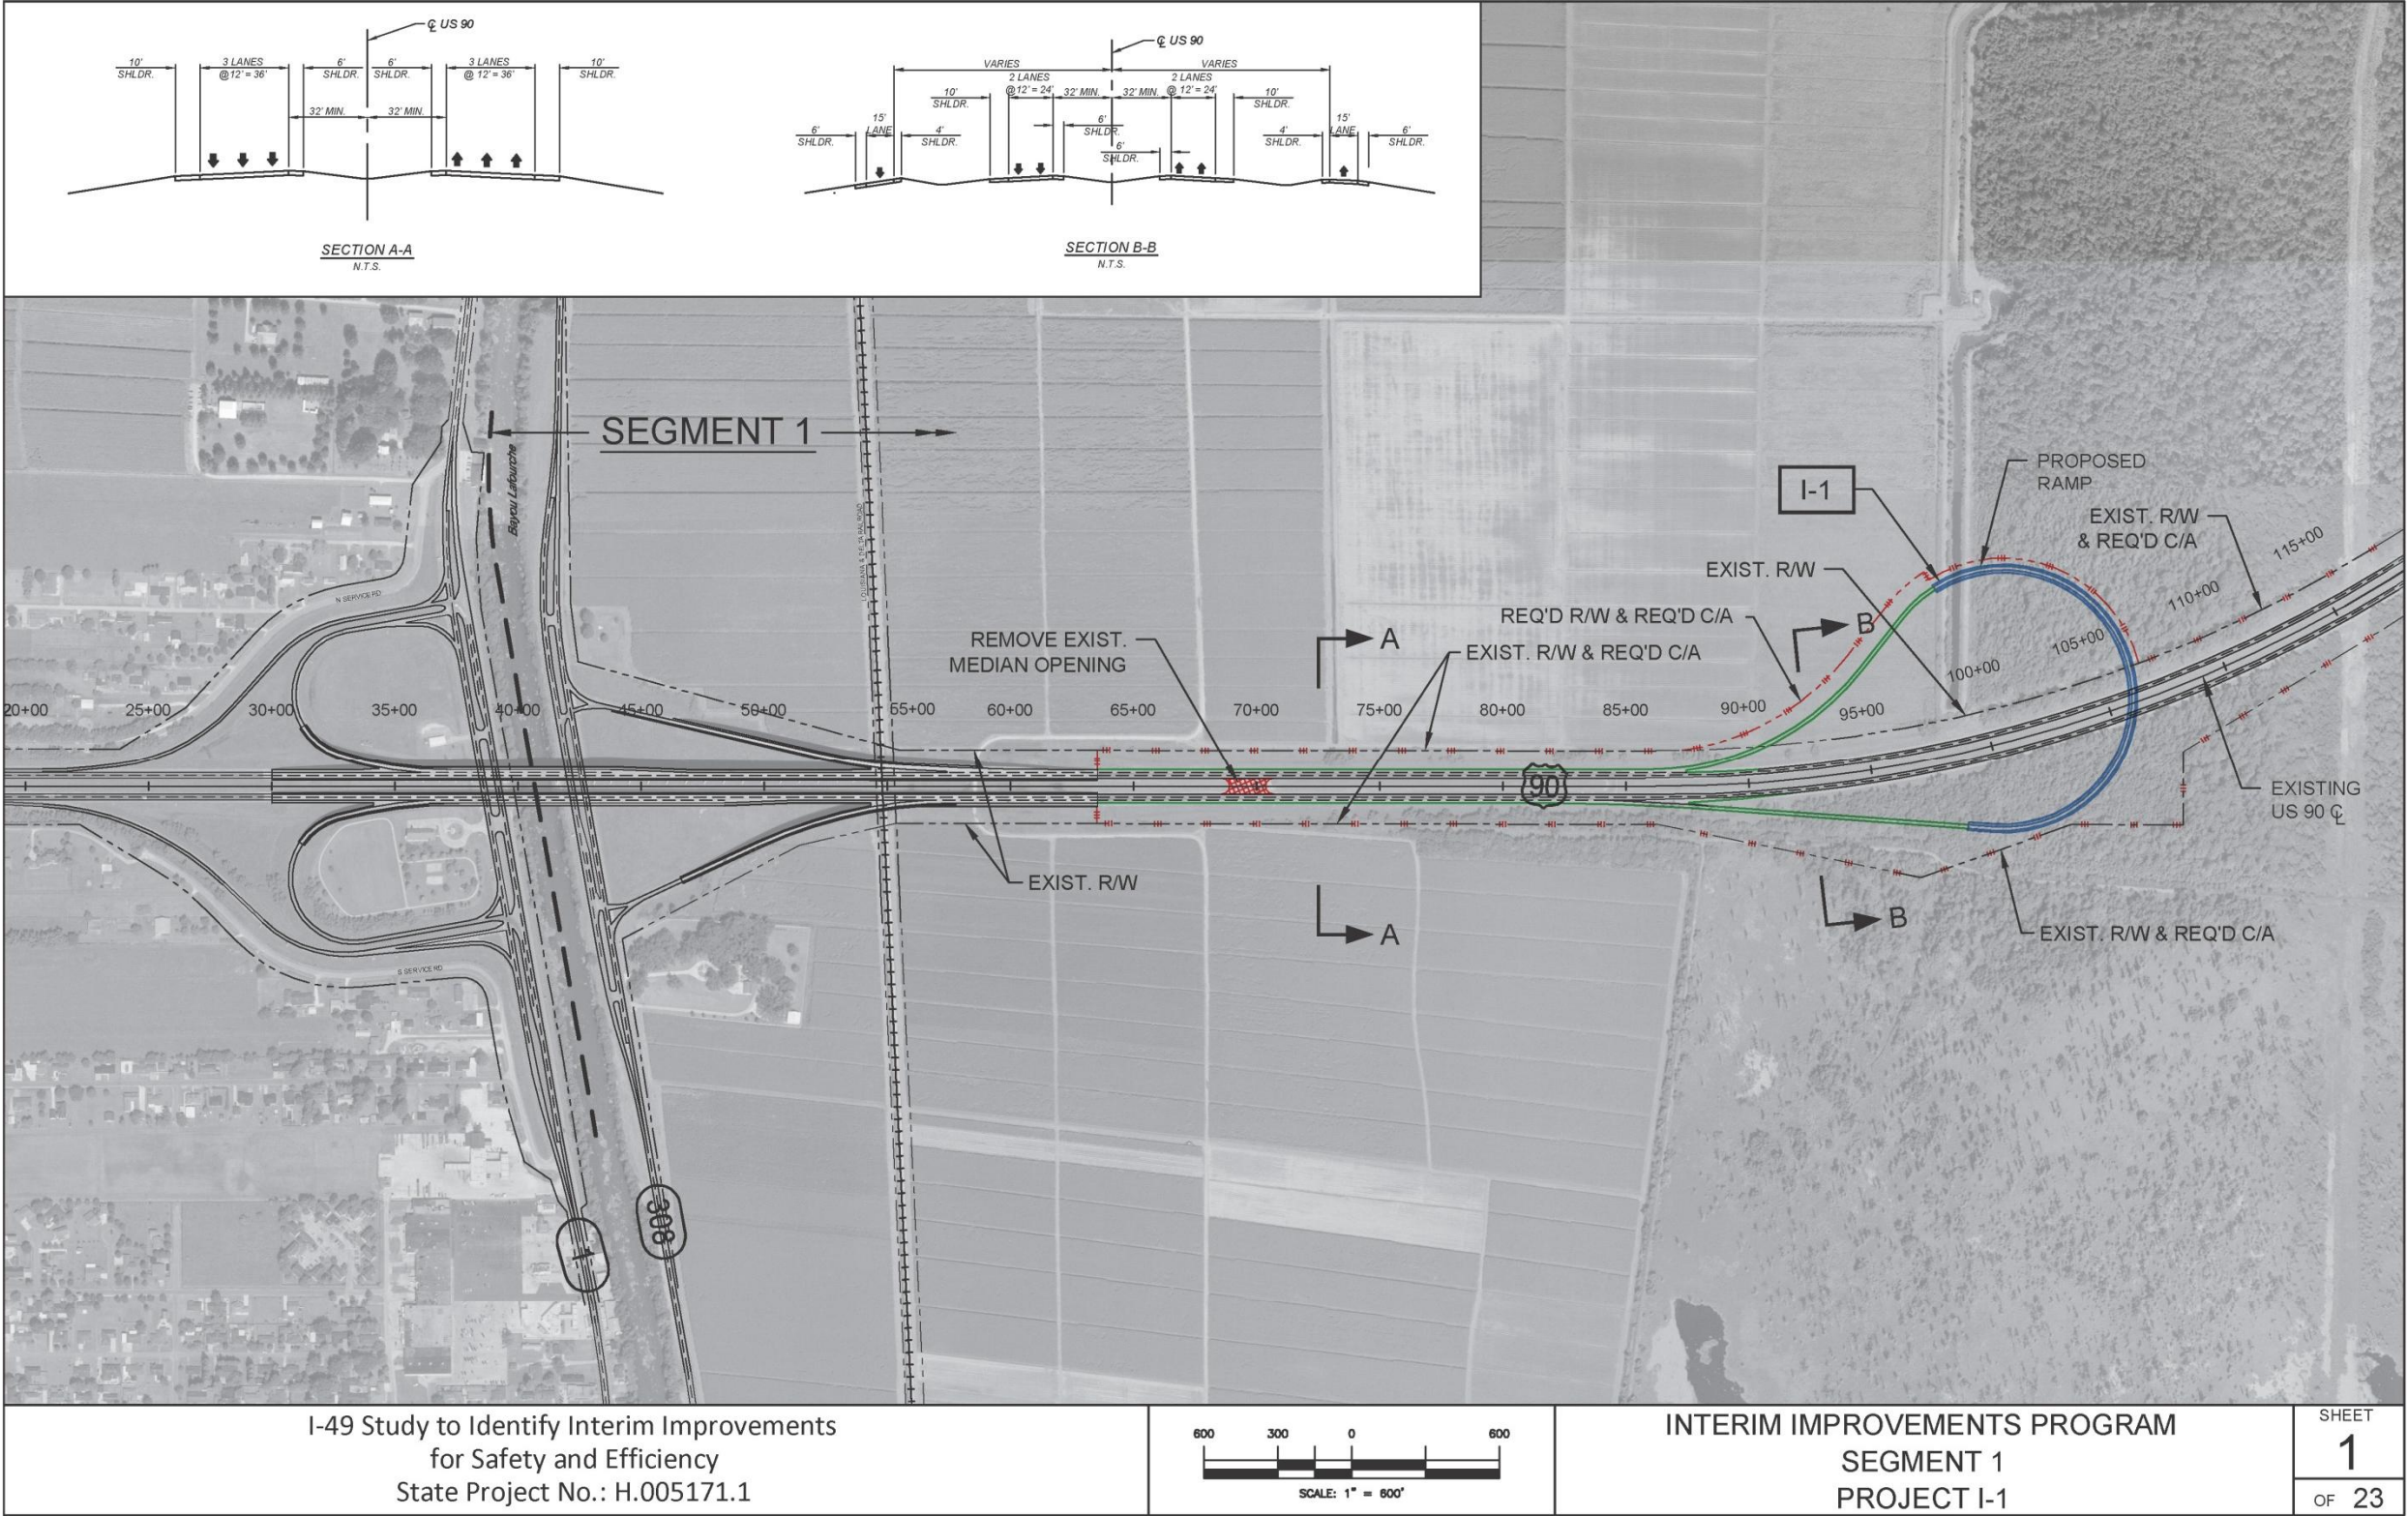 ℄ US 90
10'
SHLDR.
3 LANES
@12' = 36'
6'
SHLDR.
6'
SHLDR.
3 LANES
@ 12' = 36'
10'
SHLDR.
32' MIN.
32' MIN.
SECTION A-A
N.T.S.
℄ US 90
VARIES
VARIES
2 LANES
@12' = 24'
2 LANES
@ 12' = 24'
10'
SHLDR.
32' MIN.
32' MIN.
10'
SHLDR.
6'
SHLDR.
15'
LANE
4'
SHLDR.
6'
SHLDR.
6'
SHLDR.
4'
SHLDR.
15'
LANE
6'
SHLDR.
SECTION B-B
N.T.S.
SEGMENT 1
Bayou Lafourche
LOUISIANA & DELTA RAILROAD
N SERVICE RD
S SERVICE RD
PROPOSED
RAMP
I-1
EXIST. R/W
& REQ'D C/A
EXIST. R/W
REQ'D R/W & REQ'D C/A
B
REMOVE EXIST.
MEDIAN OPENING
A
EXIST. R/W & REQ'D C/A
20+00
25+00
30+00
35+00
40+00
45+00
50+00
55+00
60+00
65+00
70+00
75+00
80+00
85+00
90+00
95+00
100+00
105+00
110+00
115+00
90
EXISTING
US 90 ℄
EXIST. R/W
A
B
EXIST. R/W & REQ'D C/A
308
1
I-49 Study to Identify Interim Improvements
for Safety and Efficiency
State Project No.: H.005171.1
600 300 0 600
SCALE: 1" = 600'
INTERIM IMPROVEMENTS PROGRAM
SEGMENT 1
PROJECT I-1
SHEET
1
OF 23